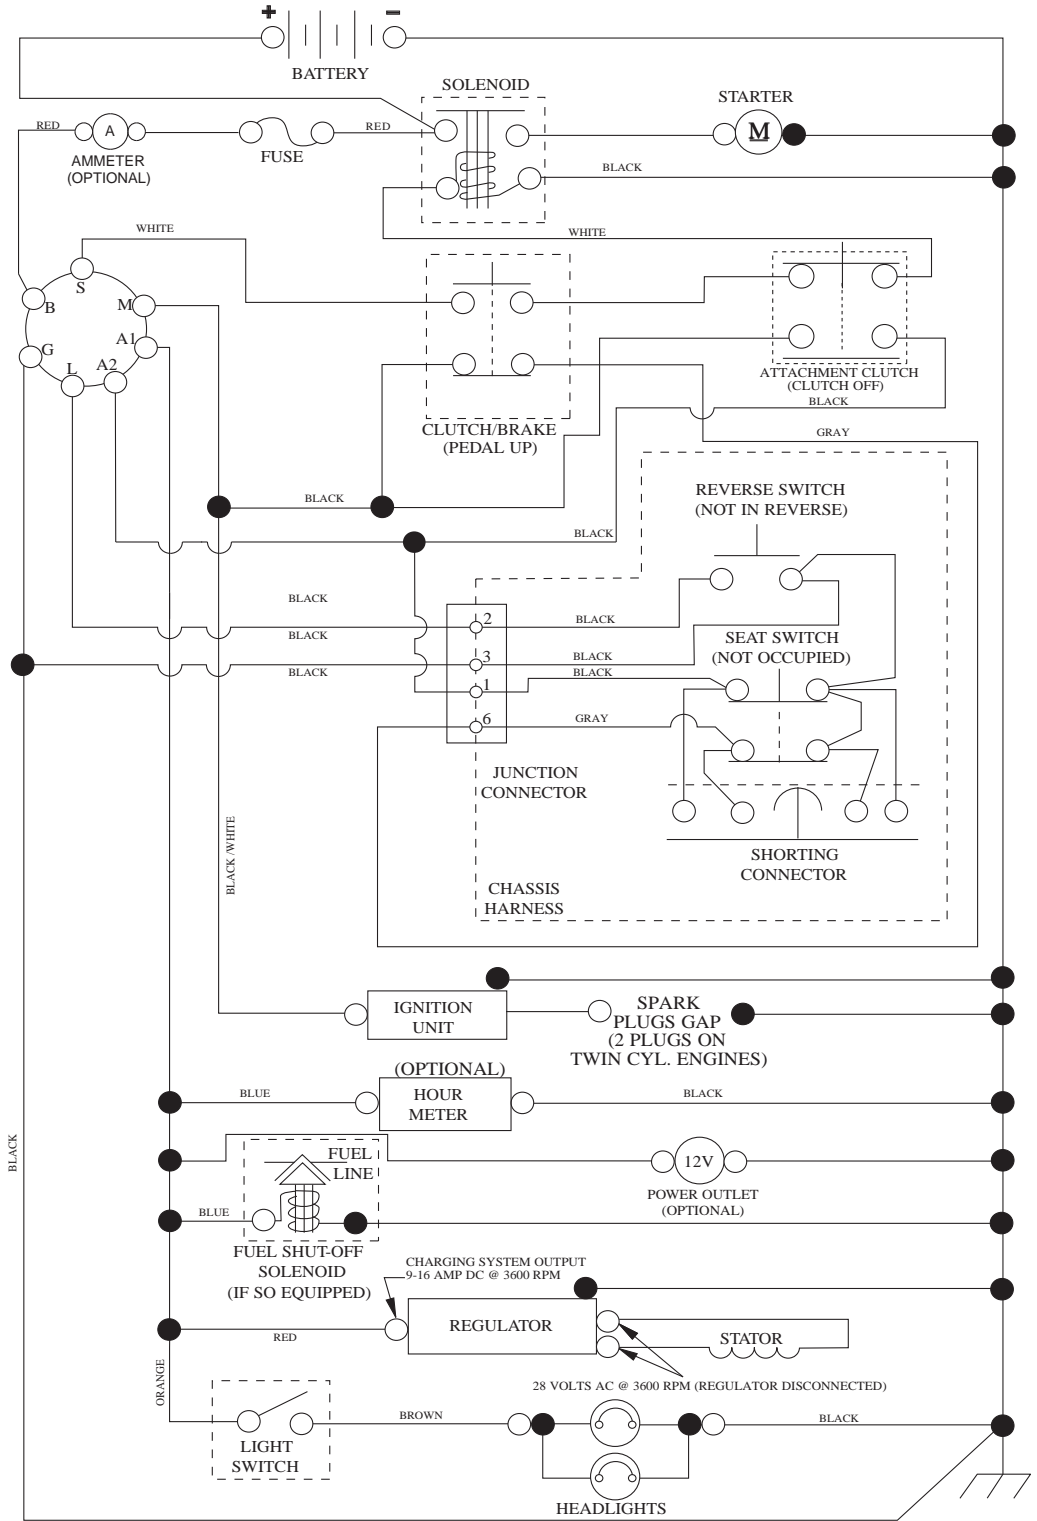 + −
BATTERY
SOLENOID
STARTER
RED
A
RED
M
AMMETER
(OPTIONAL)
FUSE
BLACK
WHITE
WHITE
S
B
M
A1
G
L
A2
ATTACHMENT CLUTCH
(CLUTCH OFF)
BLACK
CLUTCH/BRAKE
(PEDAL UP)
GRAY
REVERSE SWITCH
(NOT IN REVERSE)
BLACK
BLACK
BLACK
2
BLACK
BLACK
SEAT SWITCH
(NOT OCCUPIED)
3
BLACK
BLACK
BLACK
1
6
GRAY
JUNCTION
CONNECTOR
BLACK /WHITE
SHORTING
CONNECTOR
CHASSIS
HARNESS
IGNITION
UNIT
SPARK
PLUGS GAP
(2 PLUGS ON
TWIN CYL. ENGINES)
(OPTIONAL)
HOUR
METER
BLUE
BLACK
BLACK
FUEL
LINE
12V
POWER OUTLET
(OPTIONAL)
BLUE
FUEL SHUT-OFF
SOLENOID
(IF SO EQUIPPED)
CHARGING SYSTEM OUTPUT
9-16 AMP DC @ 3600 RPM
REGULATOR
STATOR
RED
28 VOLTS AC @ 3600 RPM (REGULATOR DISCONNECTED)
ORANGE
BROWN
BLACK
LIGHT
SWITCH
HEADLIGHTS